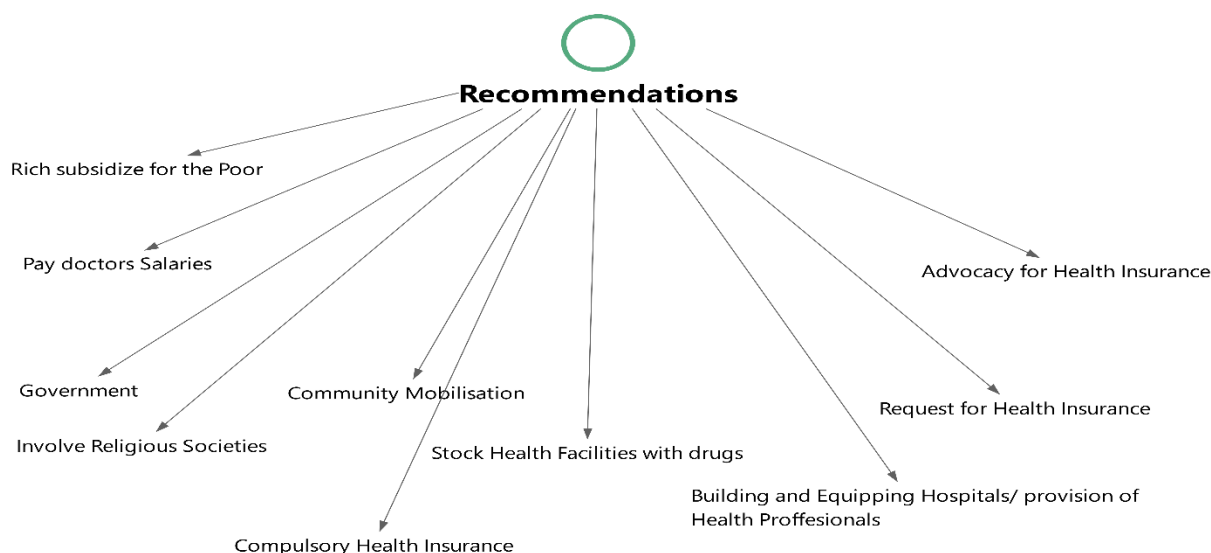 Recommendations
Rich subsidize for the Poor
Pay doctors Salaries
Advocacy for Health Insurance
Government
Community Mobilisation
Request for Health Insurance
Involve Religious Societies
Stock Health Facilities with drugs
Building and Equipping Hospitals/ provision of
Health Proffesionals
Compulsory Health Insurance